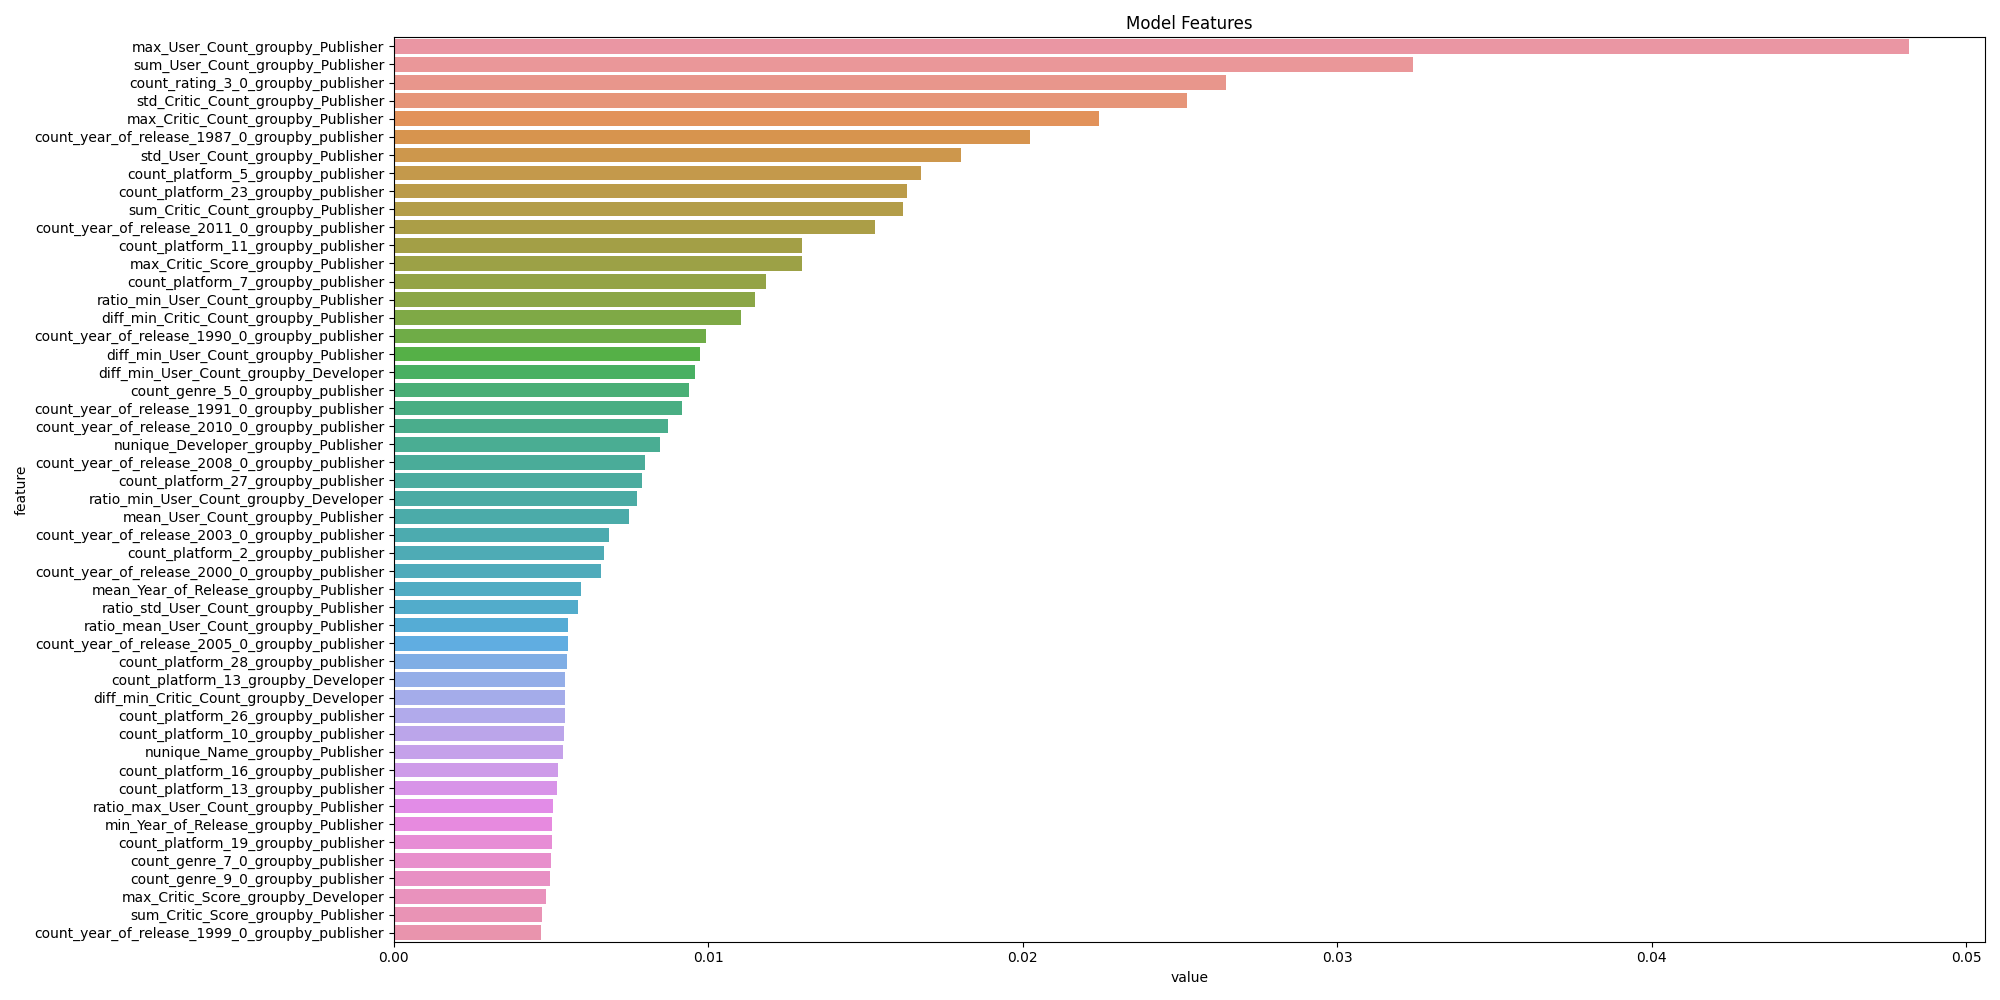 Model Features
max_User_Count_groupby_Publisher
sum_User_Count_groupby_Publisher
count_rating_3_0_groupby_publisher
std_Critic_Count_groupby_Publisher
max_Critic_Count_groupby_Publisher
count_year_of_release_1987_0_groupby_publisher
std_User_Count_groupby_Publisher
count_platform_5_groupby_publisher
count_platform_23_groupby_publisher
sum_Critic_Count_groupby_Publisher
count_year_of_release_2011_0_groupby_publisher
count_platform_11_groupby_publisher
max_Critic_Score_groupby_Publisher
count_platform_7_groupby_publisher
ratio_min_User_Count_groupby_Publisher
diff_min_Critic_Count_groupby_Publisher
count_year_of_release_1990_0_groupby_publisher
diff_min_User_Count_groupby_Publisher
diff_min_User_Count_groupby_Developer
count_genre_5_0_groupby_publisher
count_year_of_release_1991_0_groupby_publisher
count_year_of_release_2010_0_groupby_publisher
nunique_Developer_groupby_Publisher
count_year_of_release_2008_0_groupby_publisher
count_platform_27_groupby_publisher
ratio_min_User_Count_groupby_Developer
mean_User_Count_groupby_Publisher
count_year_of_release_2003_0_groupby_publisher
count_platform_2_groupby_publisher
count_year_of_release_2000_0_groupby_publisher
mean_Year_of_Release_groupby_Publisher
ratio_std_User_Count_groupby_Publisher
ratio_mean_User_Count_groupby_Publisher
count_year_of_release_2005_0_groupby_publisher
count_platform_28_groupby_publisher
count_platform_13_groupby_Developer
diff_min_Critic_Count_groupby_Developer
count_platform_26_groupby_publisher
count_platform_10_groupby_publisher
nunique_Name_groupby_Publisher
count_platform_16_groupby_publisher
count_platform_13_groupby_publisher
ratio_max_User_Count_groupby_Publisher
min_Year_of_Release_groupby_Publisher
count_platform_19_groupby_publisher
count_genre_7_0_groupby_publisher
count_genre_9_0_groupby_publisher
max_Critic_Score_groupby_Developer
sum_Critic_Score_groupby_Publisher
count_year_of_release_1999_0_groupby_publisher
feature
0.00 0.01 0.02 0.03 0.04 0.05
value